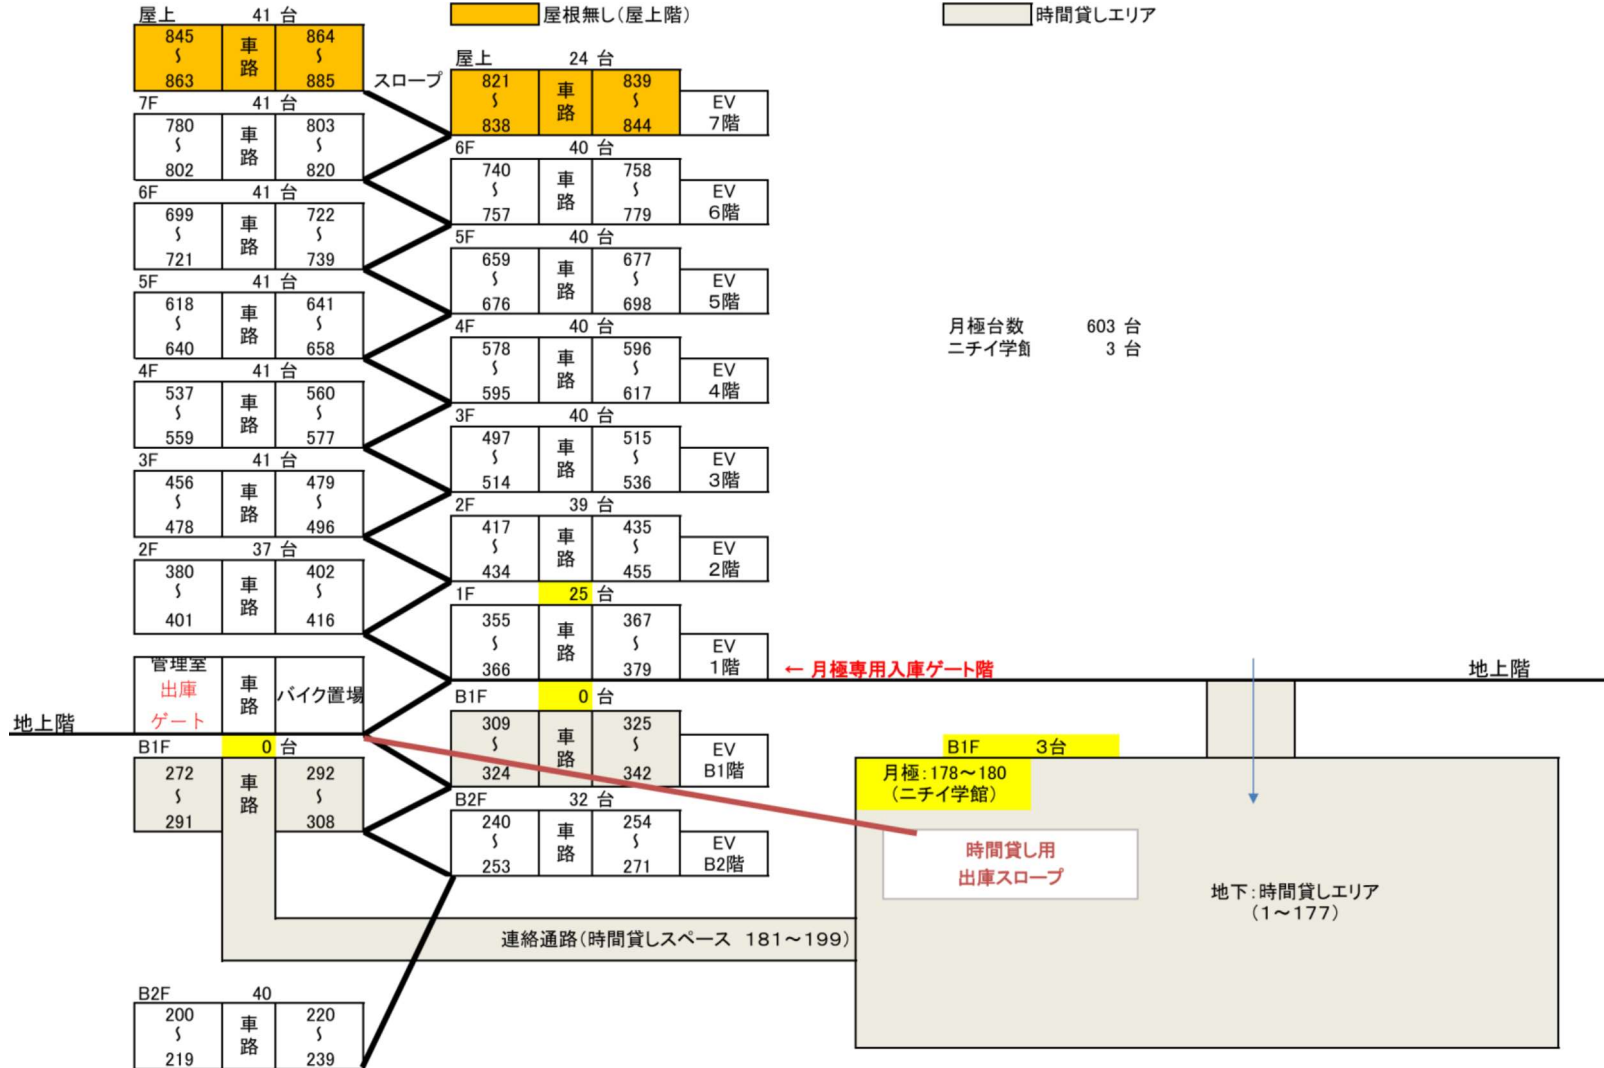 屋根無し（屋上階）
時間貸しエリア
屋上 41 台
845 ～ 863 車路 864 ～ 885
スロープ
屋上 24 台
821 ～ 838 車路 839 ～ 844
EV 7階
7F 41 台
780 ～ 802 車路 803 ～ 820
6F 40 台
740 ～ 757 車路 758 ～ 779
EV 6階
6F 41 台
699 ～ 721 車路 722 ～ 739
5F 40 台
659 ～ 676 車路 677 ～ 698
EV 5階
5F 41 台
618 ～ 640 車路 641 ～ 658
4F 40 台
578 ～ 595 車路 596 ～ 617
EV 4階
月極台数 603 台
ニチイ学館 3 台
4F 41 台
537 ～ 559 車路 560 ～ 577
3F 40 台
497 ～ 514 車路 515 ～ 536
EV 3階
3F 41 台
456 ～ 478 車路 479 ～ 496
2F 39 台
417 ～ 434 車路 435 ～ 455
EV 2階
2F 37 台
380 ～ 401 車路 402 ～ 416
1F 25 台
355 ～ 366 車路 367 ～ 379
EV 1階
← 月極専用入庫ゲート階
地上階
管理室
出庫
ゲート
車路
バイク置場
地上階
B1F 0 台
309 ～ 324 車路 325 ～ 342
EV B1階
B1F 0 台
272 ～ 291 車路 292 ～ 308
B2F 32 台
240 ～ 253 車路 254 ～ 271
EV B2階
B1F 3台
月極：178～180
（ニチイ学館）
時間貸し用
出庫スロープ
地下：時間貸しエリア
（1～177）
連絡通路（時間貸しスペース 181～199）
B2F 40
200 ～ 219 車路 220 ～ 239